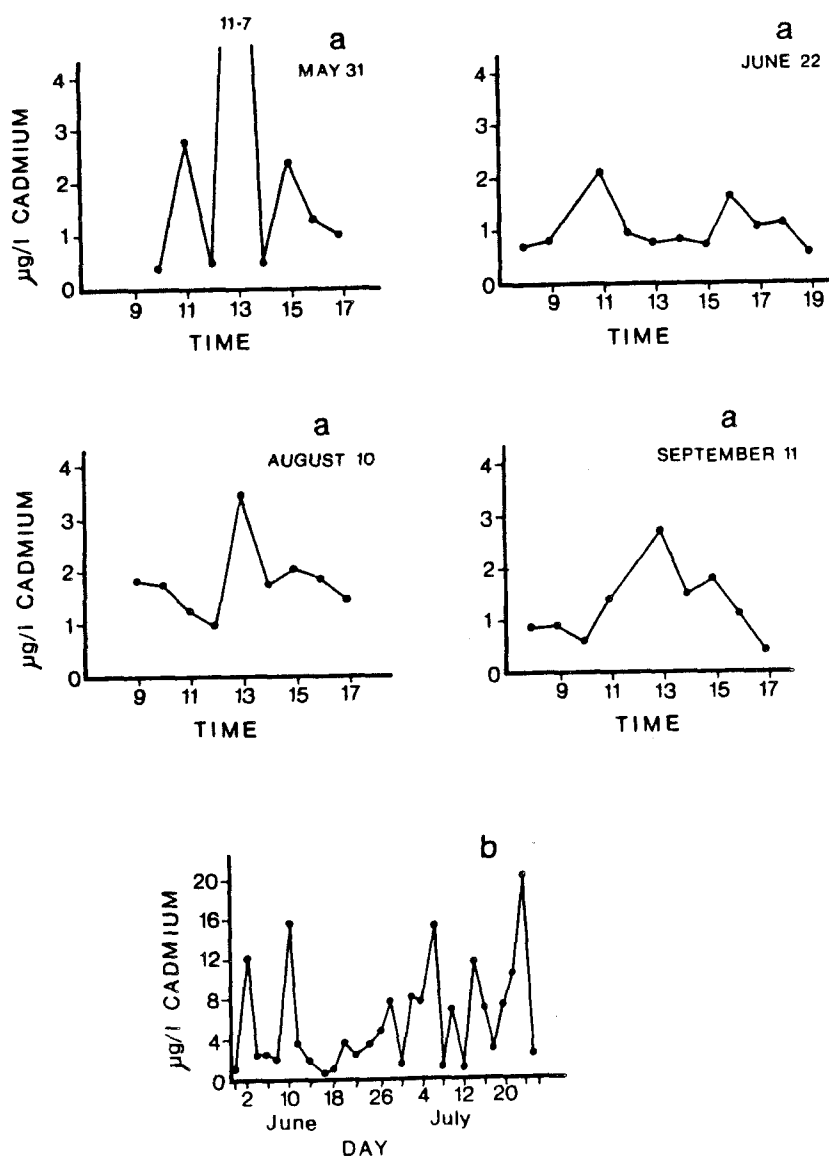 11·7
a
MAY 31
µg/l CADMIUM
4
3
2
1
0
9 11 13 15 17
TIME
a
JUNE 22
4
3
2
1
0
9 11 13 15 17 19
TIME
a
AUGUST 10
µg/l CADMIUM
4
3
2
1
0
9 11 13 15 17
TIME
a
SEPTEMBER 11
4
3
2
1
0
9 11 13 15 17
TIME
b
µg/l CADMIUM
20
16
12
8
4
0
2 10 18 26 4 12 20
June July
DAY